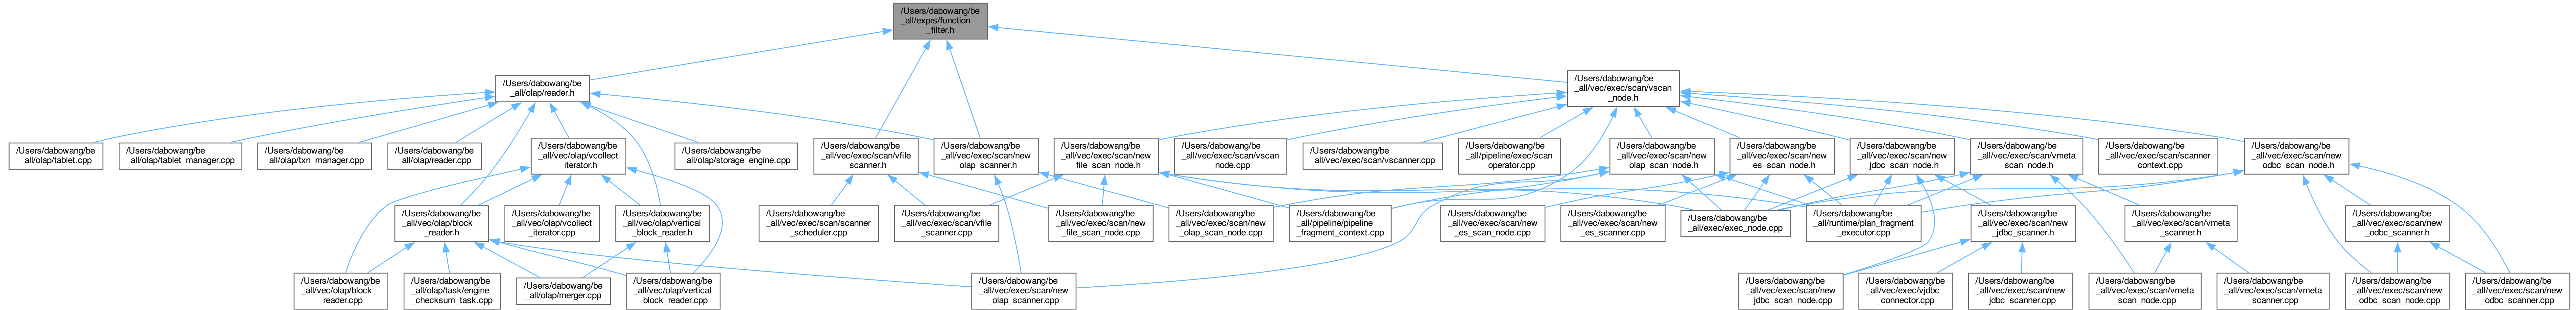 /Users/dabowang/be
_all/exprs/function
_filter.h
/Users/dabowang/be
_all/olap/reader.h
/Users/dabowang/be
_all/vec/exec/scan/vscan
_node.h
/Users/dabowang/be
_all/olap/tablet.cpp
/Users/dabowang/be
_all/olap/tablet_manager.cpp
/Users/dabowang/be
_all/olap/txn_manager.cpp
/Users/dabowang/be
_all/olap/reader.cpp
/Users/dabowang/be
_all/vec/olap/vcollect
_iterator.h
/Users/dabowang/be
_all/olap/storage_engine.cpp
/Users/dabowang/be
_all/vec/exec/scan/vfile
_scanner.h
/Users/dabowang/be
_all/vec/exec/scan/new
_olap_scanner.h
/Users/dabowang/be
_all/vec/exec/scan/new
_file_scan_node.h
/Users/dabowang/be
_all/vec/exec/scan/vscan
_node.cpp
/Users/dabowang/be
_all/vec/exec/scan/vscanner.cpp
/Users/dabowang/be
_all/pipeline/exec/scan
_operator.cpp
/Users/dabowang/be
_all/vec/exec/scan/new
_olap_scan_node.h
/Users/dabowang/be
_all/vec/exec/scan/new
_es_scan_node.h
/Users/dabowang/be
_all/vec/exec/scan/new
_jdbc_scan_node.h
/Users/dabowang/be
_all/vec/exec/scan/vmeta
_scan_node.h
/Users/dabowang/be
_all/vec/exec/scan/scanner
_context.cpp
/Users/dabowang/be
_all/vec/exec/scan/new
_odbc_scan_node.h
/Users/dabowang/be
_all/vec/olap/block
_reader.h
/Users/dabowang/be
_all/vec/olap/vcollect
_iterator.cpp
/Users/dabowang/be
_all/vec/olap/vertical
_block_reader.h
/Users/dabowang/be
_all/vec/exec/scan/scanner
_scheduler.cpp
/Users/dabowang/be
_all/vec/exec/scan/vfile
_scanner.cpp
/Users/dabowang/be
_all/vec/exec/scan/new
_file_scan_node.cpp
/Users/dabowang/be
_all/vec/exec/scan/new
_olap_scan_node.cpp
/Users/dabowang/be
_all/pipeline/pipeline
_fragment_context.cpp
/Users/dabowang/be
_all/vec/exec/scan/new
_es_scan_node.cpp
/Users/dabowang/be
_all/vec/exec/scan/new
_es_scanner.cpp
/Users/dabowang/be
_all/exec/exec_node.cpp
/Users/dabowang/be
_all/runtime/plan_fragment
_executor.cpp
/Users/dabowang/be
_all/vec/exec/scan/new
_jdbc_scanner.h
/Users/dabowang/be
_all/vec/exec/scan/vmeta
_scanner.h
/Users/dabowang/be
_all/vec/exec/scan/new
_odbc_scanner.h
/Users/dabowang/be
_all/vec/olap/block
_reader.cpp
/Users/dabowang/be
_all/olap/task/engine
_checksum_task.cpp
/Users/dabowang/be
_all/olap/merger.cpp
/Users/dabowang/be
_all/vec/olap/vertical
_block_reader.cpp
/Users/dabowang/be
_all/vec/exec/scan/new
_olap_scanner.cpp
/Users/dabowang/be
_all/vec/exec/scan/new
_jdbc_scan_node.cpp
/Users/dabowang/be
_all/vec/exec/vjdbc
_connector.cpp
/Users/dabowang/be
_all/vec/exec/scan/new
_jdbc_scanner.cpp
/Users/dabowang/be
_all/vec/exec/scan/vmeta
_scan_node.cpp
/Users/dabowang/be
_all/vec/exec/scan/vmeta
_scanner.cpp
/Users/dabowang/be
_all/vec/exec/scan/new
_odbc_scan_node.cpp
/Users/dabowang/be
_all/vec/exec/scan/new
_odbc_scanner.cpp